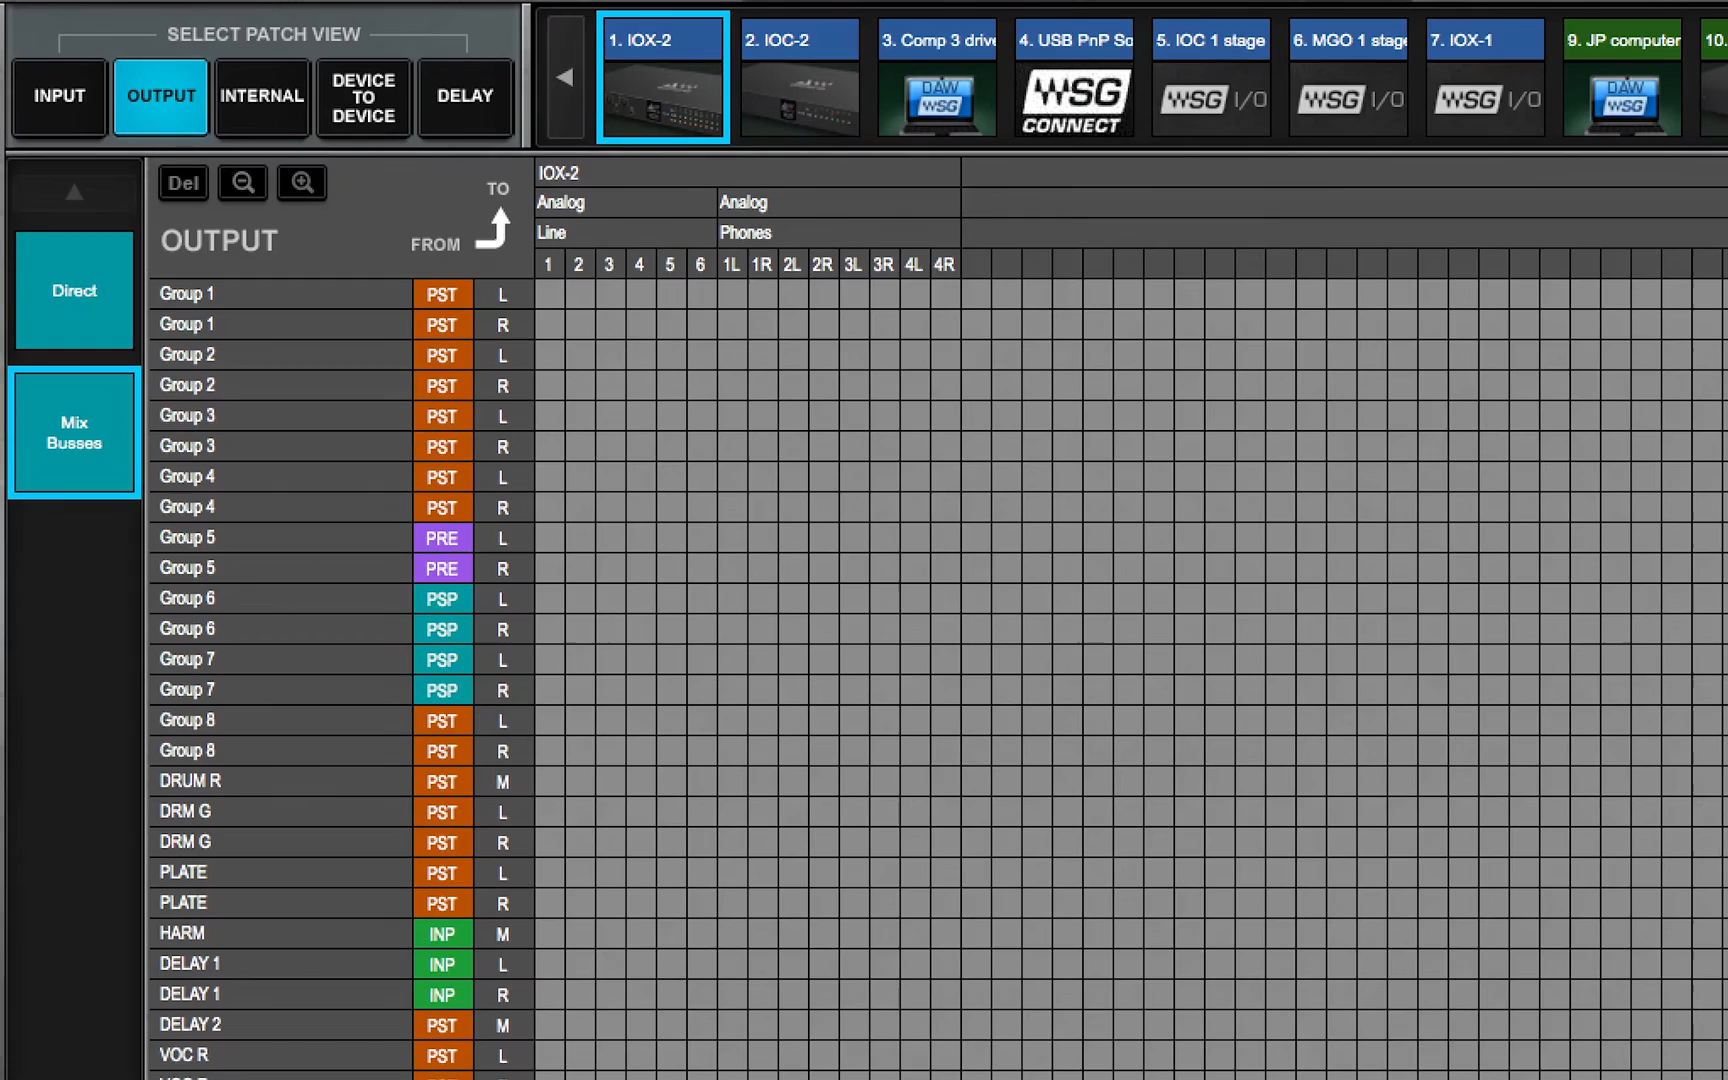 SELECT PATCH VIEW
INPUT
OUTPUT
INTERNAL
DEVICE
TO
DEVICE
DELAY
1. IOX-2
2. IOC-2
3. Comp 3 drive
DAW
WSG
4. USB PnP So
WSG
CONNECT
5. IOC 1 stage
WSG I/O
6. MGO 1 stage
WSG I/O
7. IOX-1
WSG I/O
9. JP computer
DAW
WSG
10.
Direct
Mix
Busses
Del
TO
OUTPUT
FROM
IOX-2
Analog Analog
Line Phones
1 2 3 4 5 6 1L 1R 2L 2R 3L 3R 4L 4R
Group 1 PST L
Group 1 PST R
Group 2 PST L
Group 2 PST R
Group 3 PST L
Group 3 PST R
Group 4 PST L
Group 4 PST R
Group 5 PRE L
Group 5 PRE R
Group 6 PSP L
Group 6 PSP R
Group 7 PSP L
Group 7 PSP R
Group 8 PST L
Group 8 PST R
DRUM R PST M
DRM G PST L
DRM G PST R
PLATE PST L
PLATE PST R
HARM INP M
DELAY 1 INP L
DELAY 1 INP R
DELAY 2 PST M
VOC R PST L